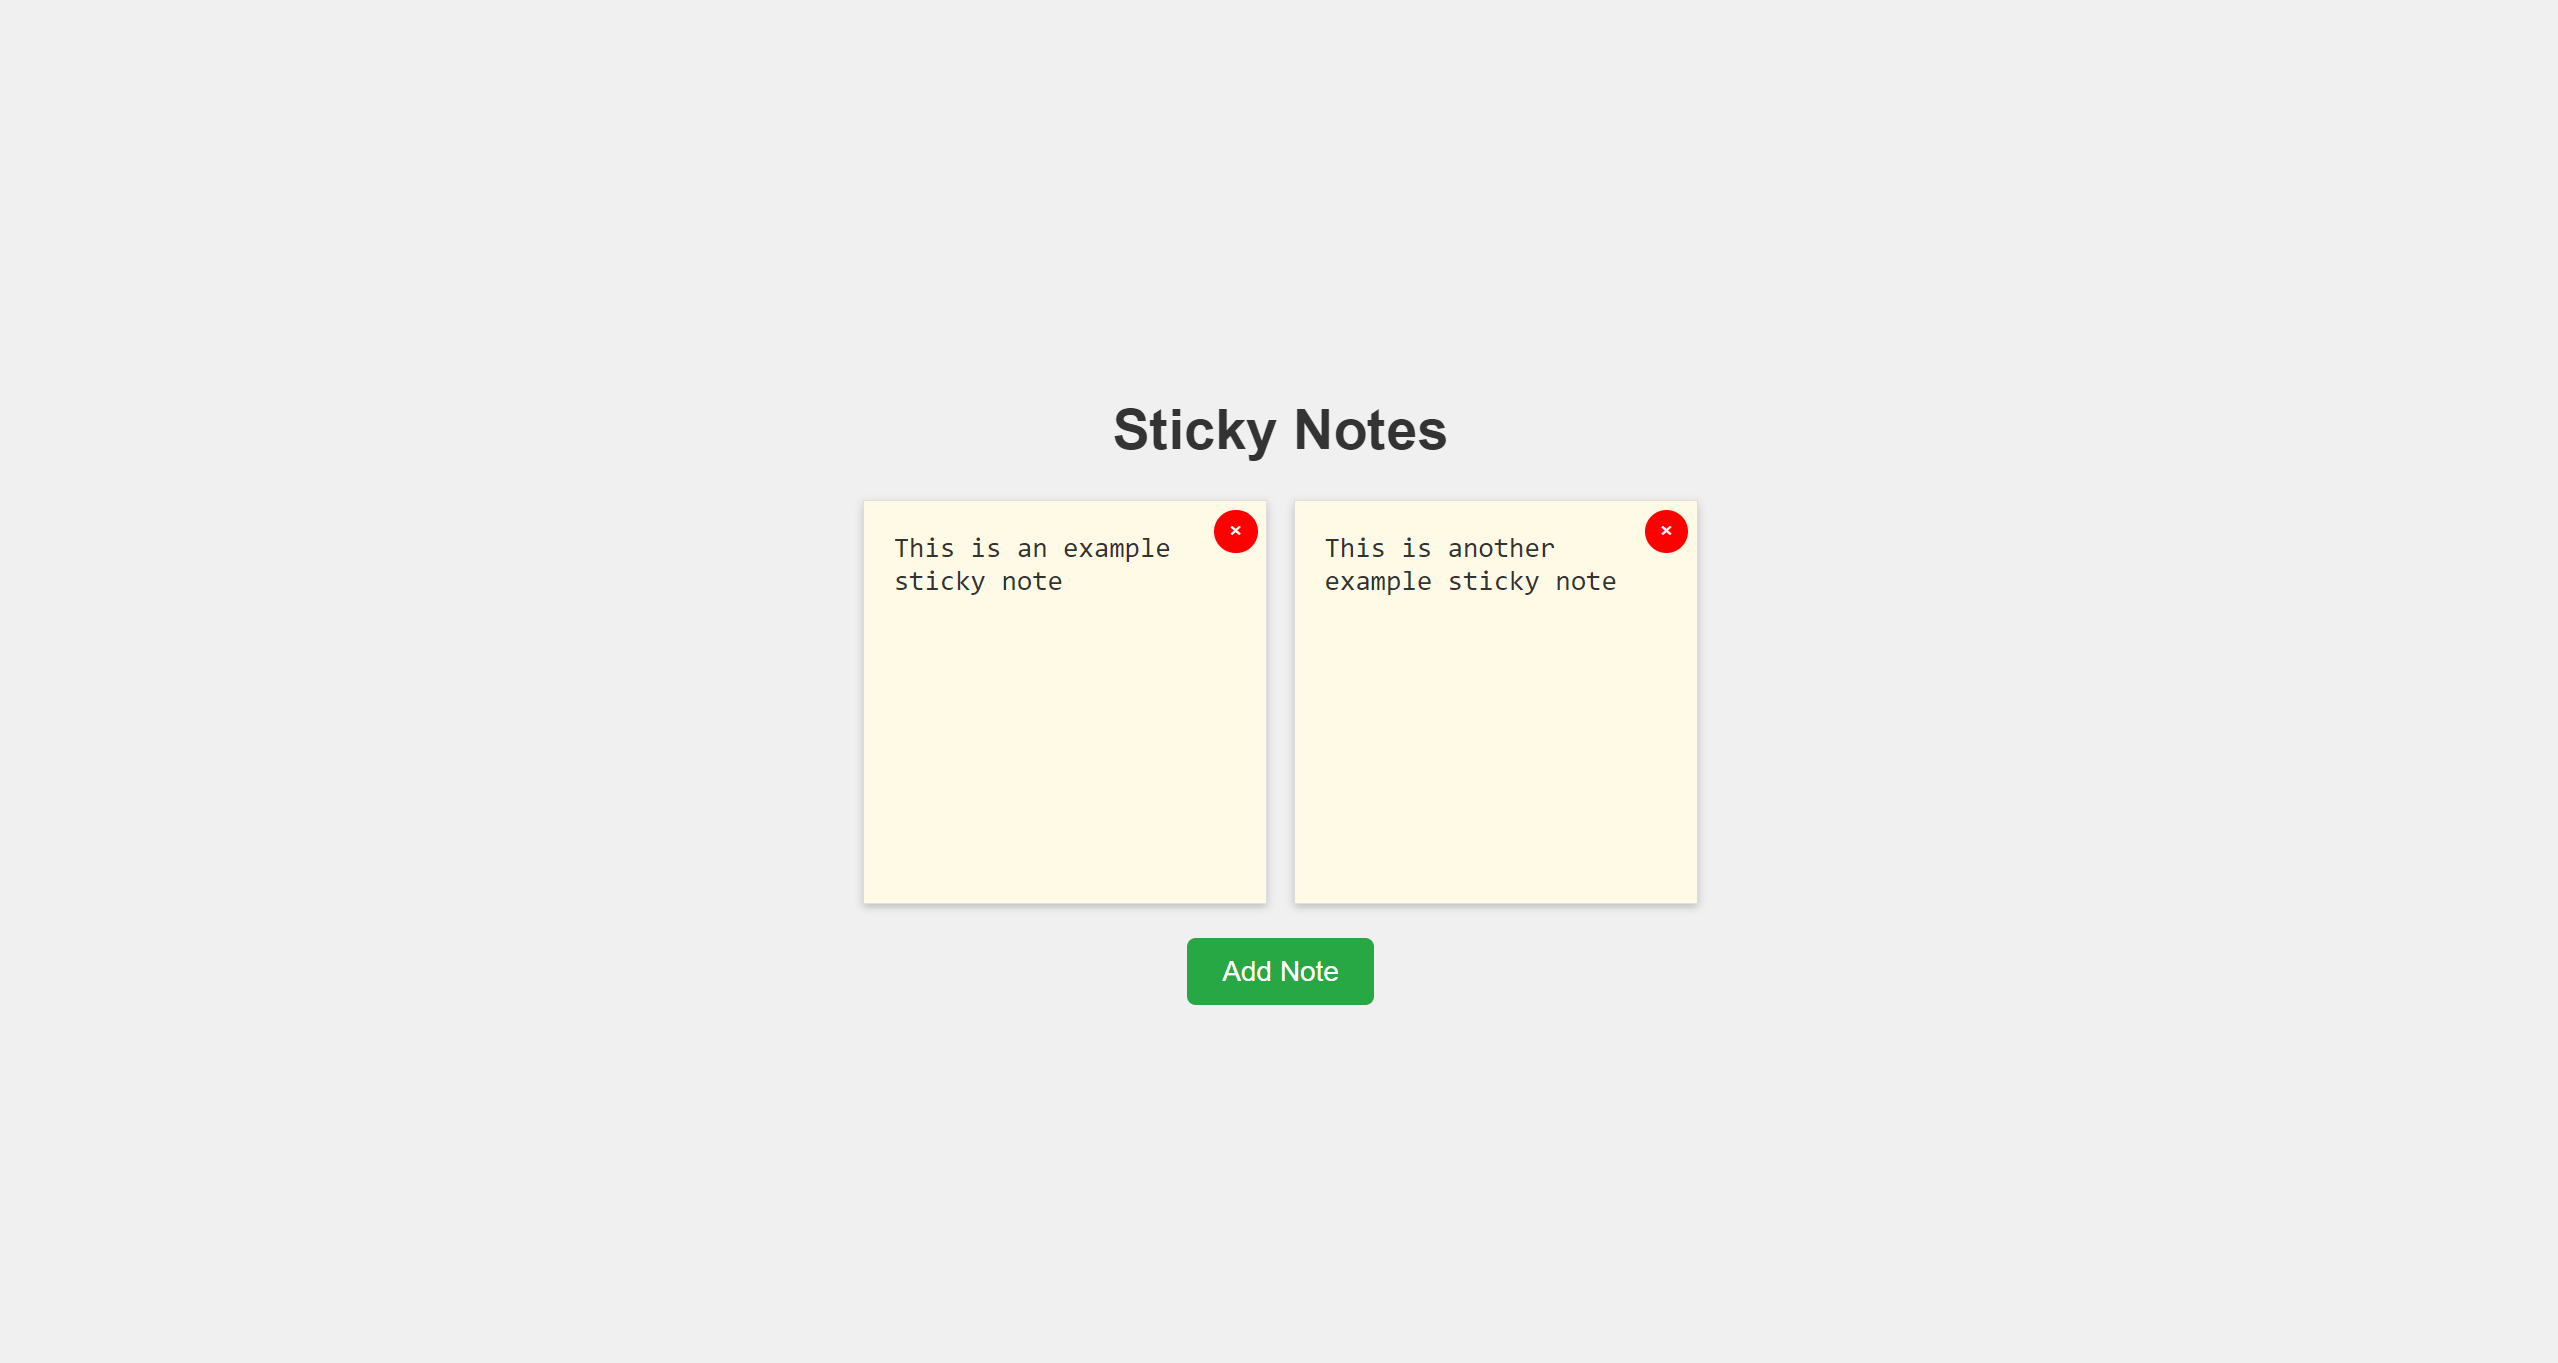 Sticky Notes
×
This is an example
sticky note
×
This is another
example sticky note
Add Note